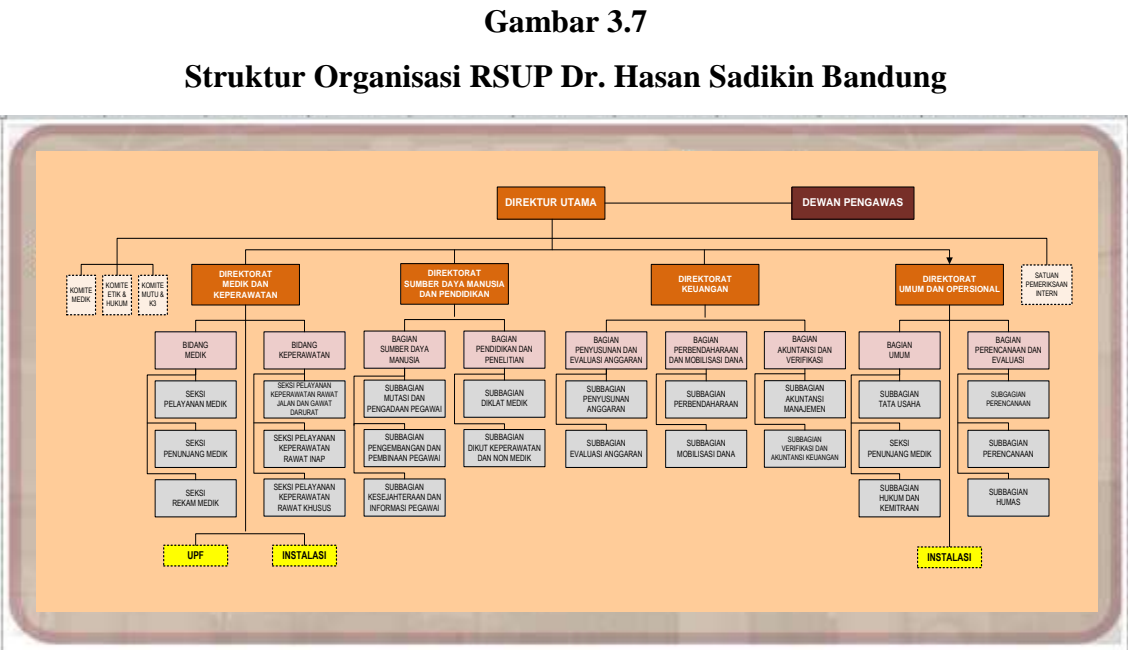 Gambar 3.7
Struktur Organisasi RSUP Dr. Hasan Sadikin Bandung
DIREKTUR UTAMA
DEWAN PENGAWAS
KOMITE
MEDIK
KOMITE
ETIK &
HUKUM
KOMITE
MUTU &
K3
DIREKTORAT
MEDIK DAN
KEPERAWATAN
DIREKTORAT
SUMBER DAYA MANUSIA
DAN PENDIDIKAN
DIREKTORAT
KEUANGAN
DIREKTORAT
UMUM DAN OPERSIONAL
SATUAN
PEMERIKSAAN
INTERN
BIDANG
MEDIK
BIDANG
KEPERAWATAN
BAGIAN
SUMBER DAYA
MANUSIA
BAGIAN
PENDIDIKAN DAN
PENELITIAN
BAGIAN
PENYUSUNAN DAN
EVALUASI ANGGARAN
BAGIAN
PERBENDAHARAAN
DAN MOBILISASI DANA
BAGIAN
AKUNTANSI DAN
VERIFIKASI
BAGIAN
UMUM
BAGIAN
PERENCANAAN DAN
EVALUASI
SEKSI
PELAYANAN MEDIK
SEKSI PELAYANAN
KEPERAWATAN RAWAT
JALAN DAN GAWAT
DARURAT
SUBBAGIAN
MUTASI DAN
PENGADAAN PEGAWAI
SUBBAGIAN
DIKLAT MEDIK
SUBBAGIAN
PENYUSUNAN
ANGGARAN
SUBBAGIAN
PERBENDAHARAAN
SUBBAGIAN
AKUNTANSI
MANAJEMEN
SUBBAGIAN
TATA USAHA
SUBGAGIAN
PERENCANAAN
SEKSI
PENUNJANG MEDIK
SEKSI PELAYANAN
KEPERAWATAN
RAWAT INAP
SUBBAGIAN
PENGEMBANGAN DAN
PEMBINAAN PEGAWAI
SUBBAGIAN
DIKUT KEPERAWATAN
DAN NON MEDIK
SUBBAGIAN
EVALUASI ANGGARAN
SUBBAGIAN
MOBILISASI DANA
SUBBAGIAN
VERIFIKASI DAN
AKUNTANSI KEUANGAN
SEKSI
PENUNJANG MEDIK
SUBBAGIAN
PERENCANAAN
SEKSI
REKAM MEDIK
SEKSI PELAYANAN
KEPERAWATAN
RAWAT KHUSUS
SUBBAGIAN
KESEJAHTERAAN DAN
INFORMASI PEGAWAI
SUBBAGIAN
HUKUM DAN
KEMITRAAN
SUBBAGIAN
HUMAS
UPF
INSTALASI
INSTALASI